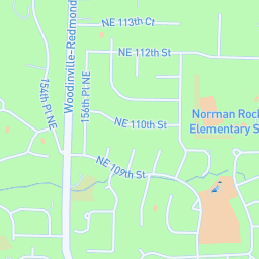 NE 113th Ct
NE 112th St
Woodinville-Redmond
154th Pl NE
156th Pl NE
Norman Rock
Elementary S
NE 110th St
NE 109th St